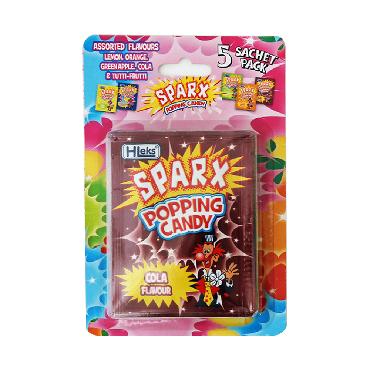 ASSORTED FLAVOURS
LEMON, ORANGE,
GREEN APPLE, COLA
& TUTTI-FRUTTI
SPARX
POPPING CANDY
5 SACHET
PACK
Hleks
SPARX
POPPING
CANDY
COLA
FLAVOUR